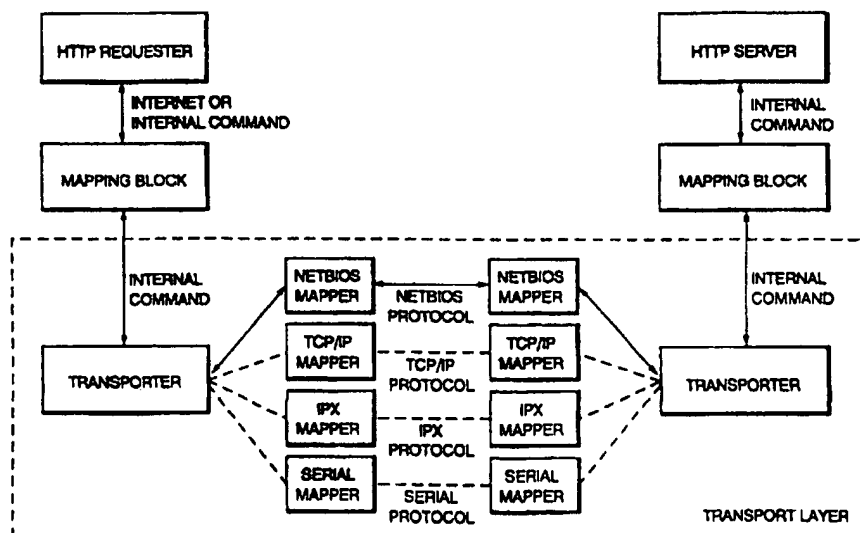 HTTP REQUESTER
HTTP SERVER
INTERNET OR
INTERNAL COMMAND
INTERNAL
COMMAND
MAPPING BLOCK
MAPPING BLOCK
INTERNAL
COMMAND
NETBIOS
MAPPER
NETBIOS
PROTOCOL
NETBIOS
MAPPER
INTERNAL
COMMAND
TRANSPORTER
TCP/IP
MAPPER
TCP/IP
PROTOCOL
TCP/IP
MAPPER
TRANSPORTER
IPX
MAPPER
IPX
PROTOCOL
IPX
MAPPER
SERIAL
MAPPER
SERIAL
PROTOCOL
SERIAL
MAPPER
TRANSPORT LAYER